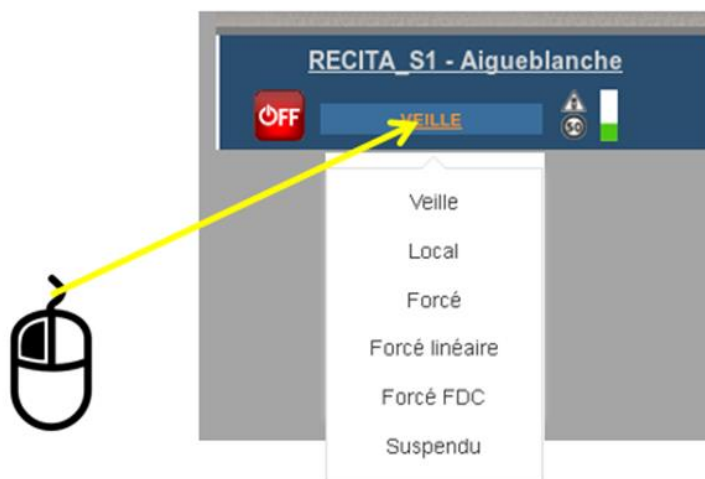 RECITA_S1 - Aigueblanche
OFF
VEILLE
50
Veille
Local
Forcé
Forcé linéaire
Forcé FDC
Suspendu